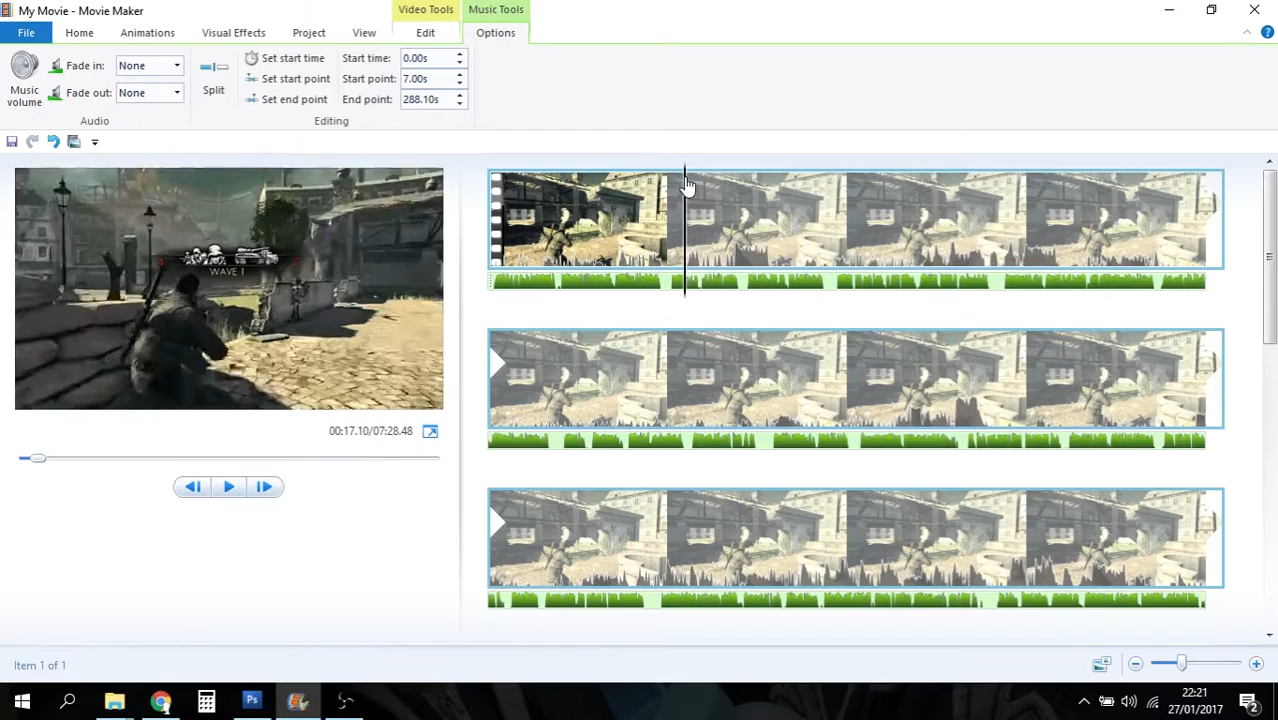 My Movie - Movie Maker
Video Tools
Music Tools
File
Home
Animations
Visual Effects
Project
View
Edit
Options
Music volume
Fade in: None
Fade out: None
Audio
Split
Set start time
Set start point
Set end point
Start time: 0.00s
Start point: 7.00s
End point: 288.10s
Editing
WAVE 1
00:17.10/07:28.48
Item 1 of 1
Ps
22:21
27/01/2017
2